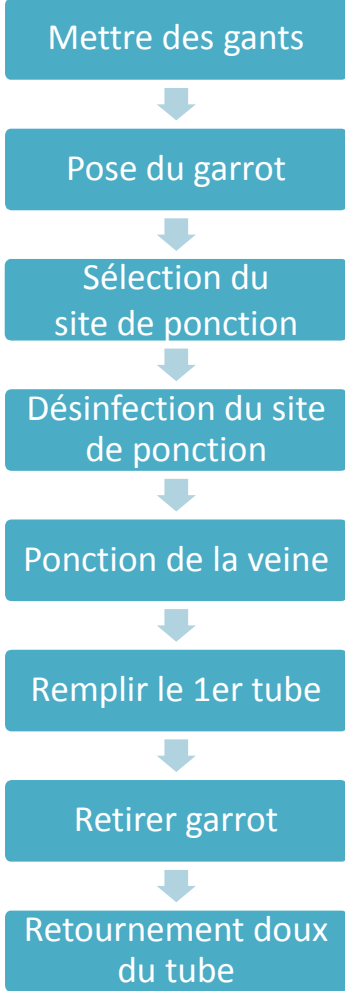 Mettre des gants
Pose du garrot
Sélection du
site de ponction
Désinfection du site
de ponction
Ponction de la veine
Remplir le 1er tube
Retirer garrot
Retournement doux
du tube